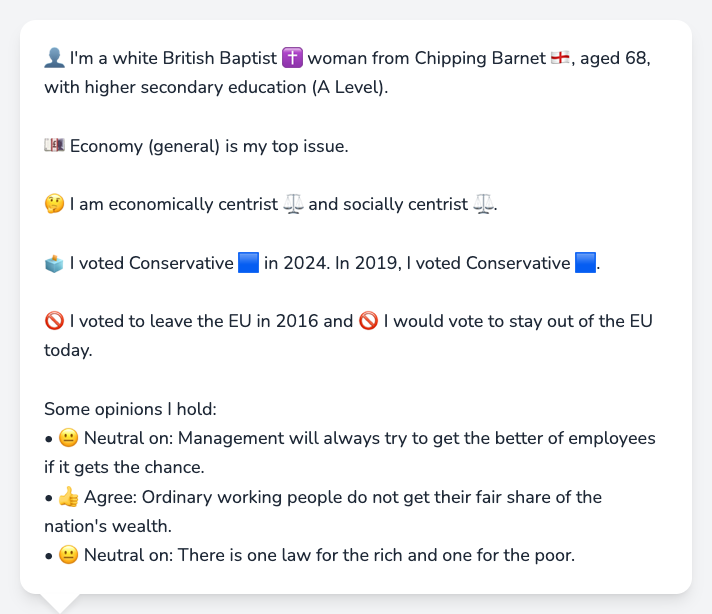 👤 I'm a white British Baptist ✝️ woman from Chipping Barnet 🏴󠁧󠁢󠁥󠁮󠁧󠁿, aged 68,
with higher secondary education (A Level).
💷 Economy (general) is my top issue.
🤔 I am economically centrist ⚖️ and socially centrist ⚖️.
🗳️ I voted Conservative 🟦 in 2024. In 2019, I voted Conservative 🟦.
🚫 I voted to leave the EU in 2016 and 🚫 I would vote to stay out of the EU
today.
Some opinions I hold:
• 😐 Neutral on: Management will always try to get the better of employees
if it gets the chance.
• 👍 Agree: Ordinary working people do not get their fair share of the
nation's wealth.
• 😐 Neutral on: There is one law for the rich and one for the poor.